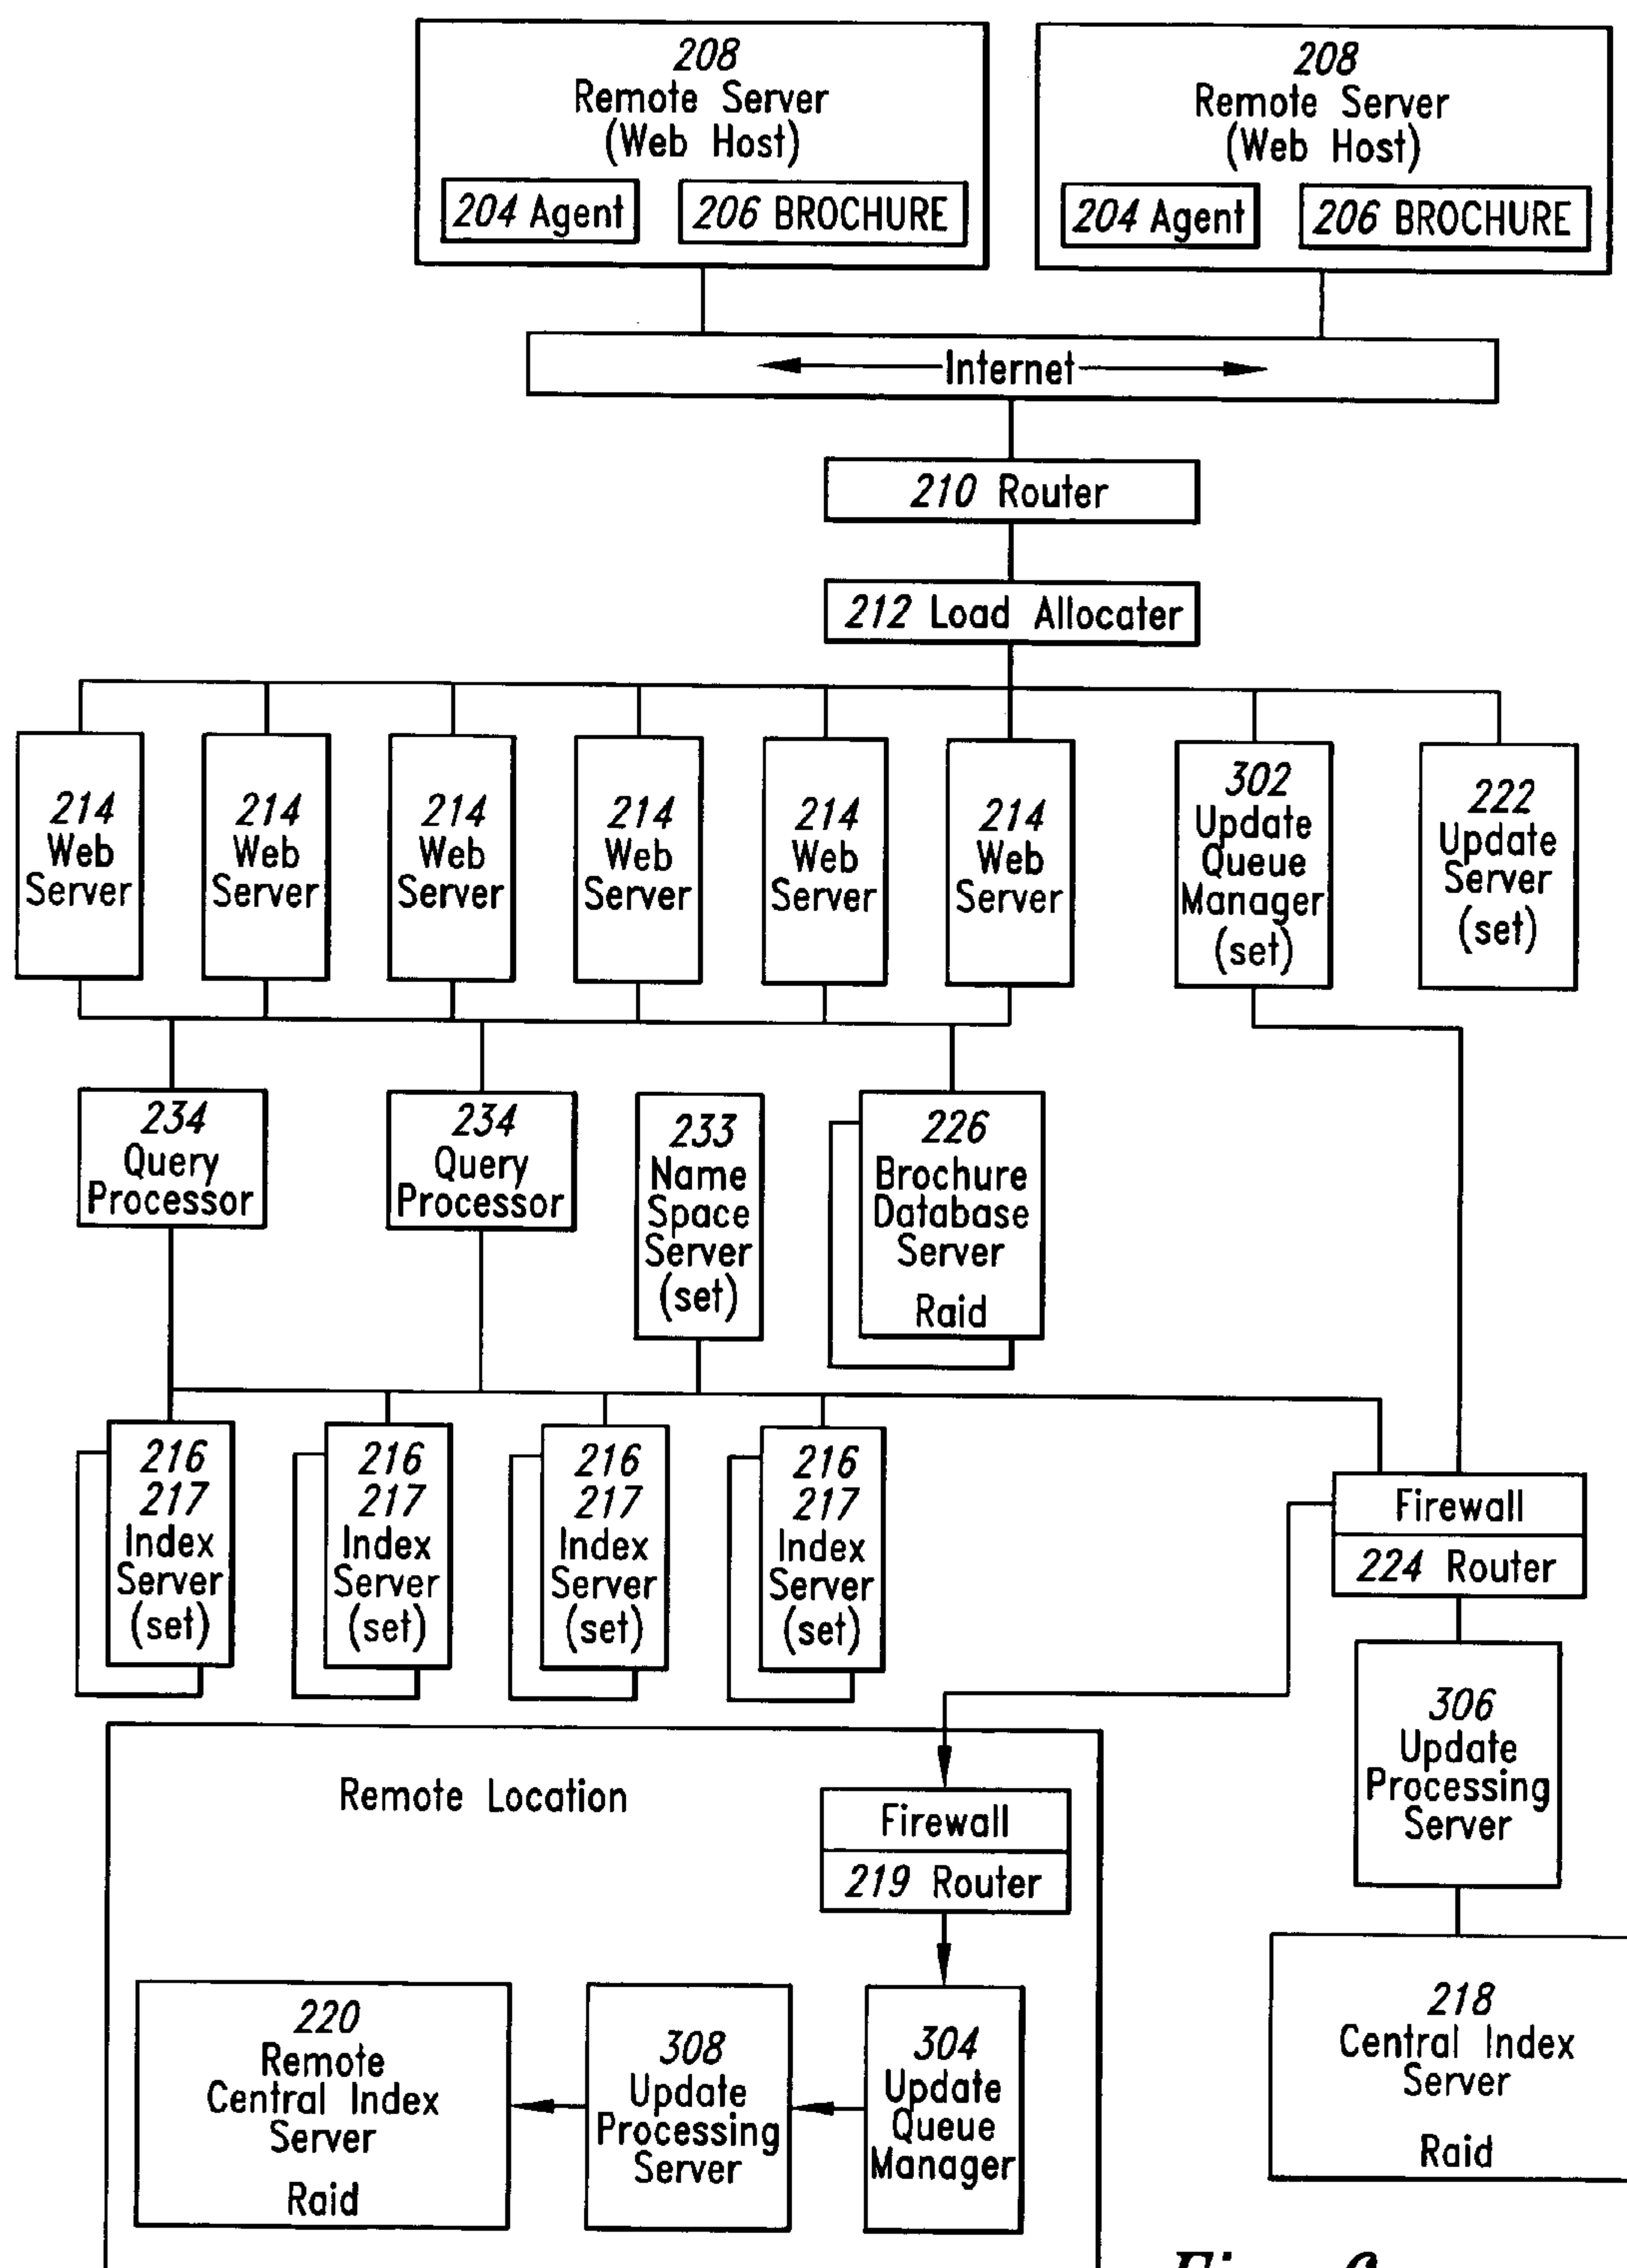 208
Remote Server
(Web Host)
204 Agent
206 BROCHURE
208
Remote Server
(Web Host)
204 Agent
206 BROCHURE
Internet
210 Router
212 Load Allocater
214
Web
Server
214
Web
Server
214
Web
Server
214
Web
Server
214
Web
Server
214
Web
Server
302
Update
Queue
Manager
(set)
222
Update
Server
(set)
234
Query
Processor
234
Query
Processor
233
Name
Space
Server
(set)
226
Brochure
Database
Server
Raid
216
217
Index
Server
(set)
216
217
Index
Server
(set)
216
217
Index
Server
(set)
216
217
Index
Server
(set)
Firewall
224 Router
306
Update
Processing
Server
218
Central Index
Server
Raid
Remote Location
Firewall
219 Router
304
Update
Queue
Manager
308
Update
Processing
Server
220
Remote
Central Index
Server
Raid